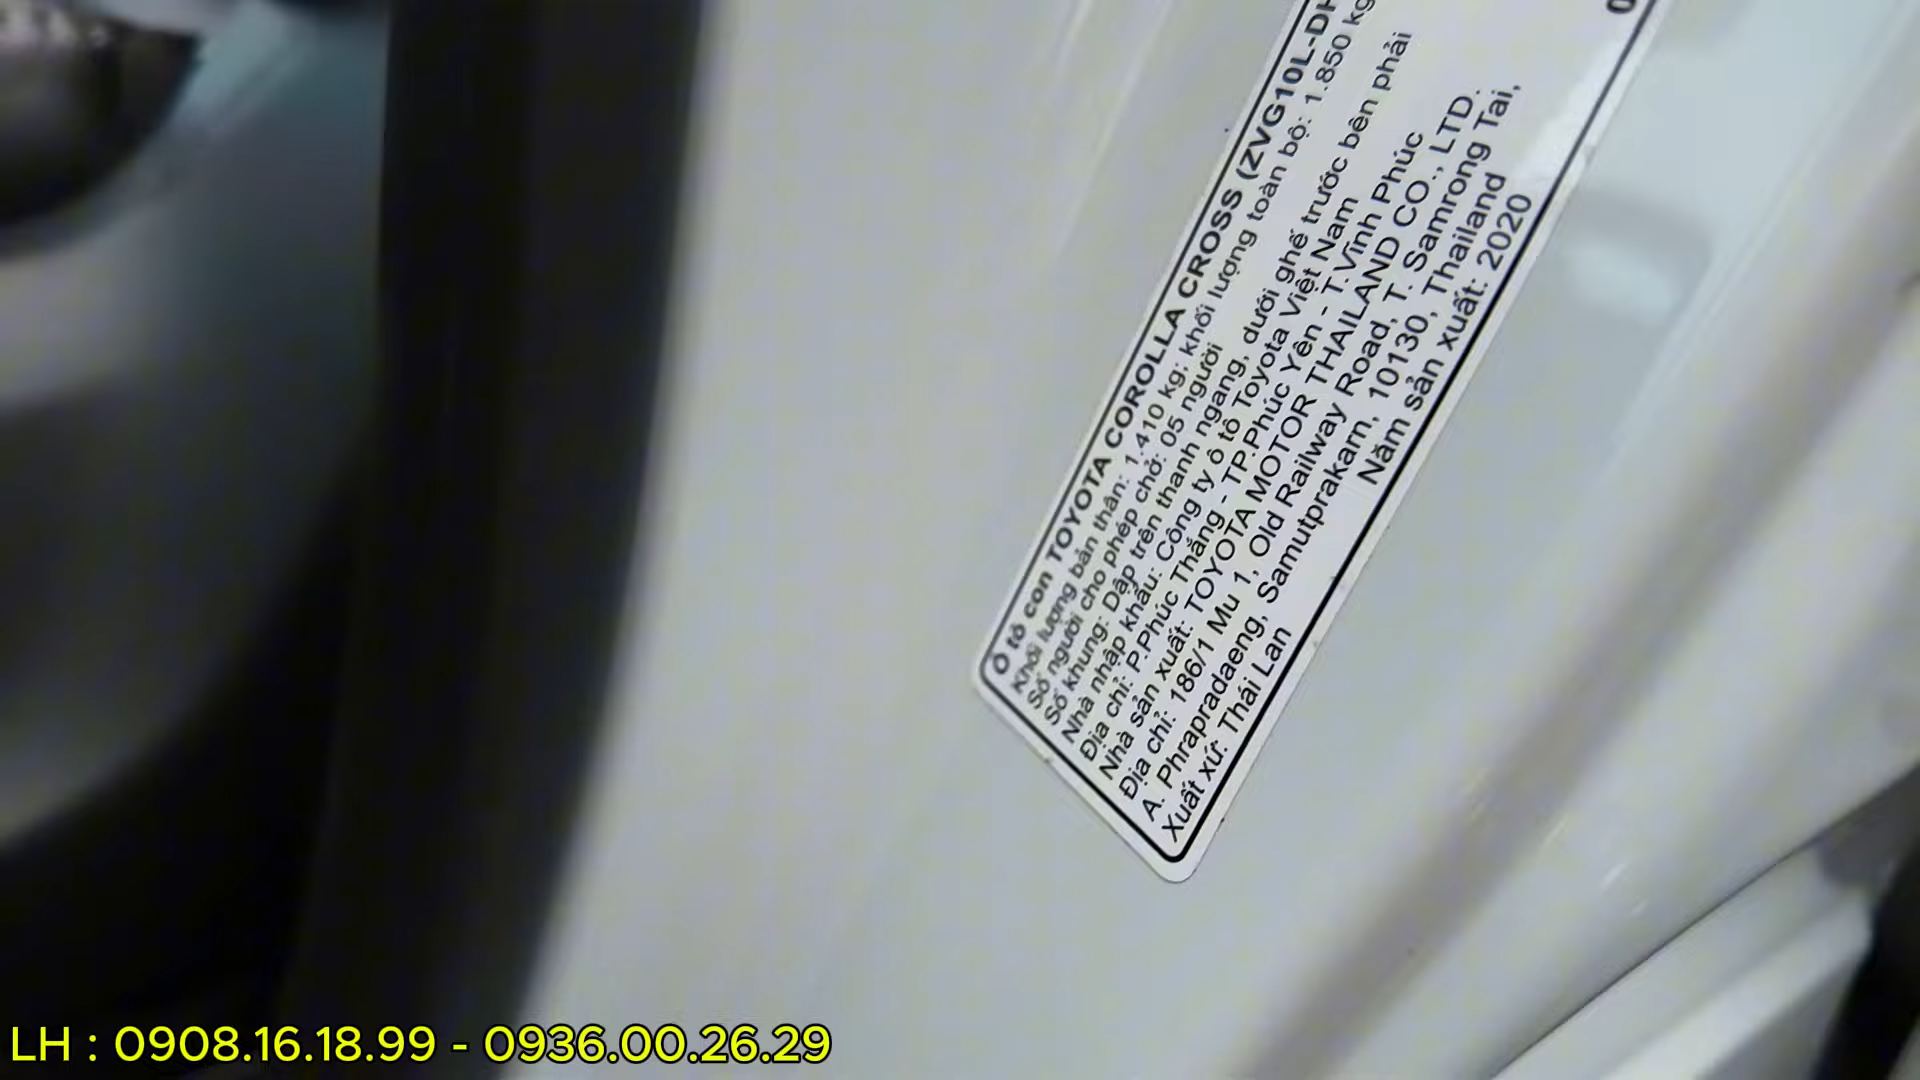 Ô tô con TOYOTA COROLLA CROSS (ZVG10L-DH
Khối lượng bản thân: 1.410 kg; khối lượng toàn bộ: 1.850 kg
Số người cho phép chở: 05 người
Số khung: Dập trên thanh ngang, dưới ghế trước bên phải
Nhà nhập khẩu: Công ty ô tô Toyota Việt Nam
Địa chỉ: P.Phúc Thắng - TP.Phúc Yên - T.Vĩnh Phúc
Nhà sản xuất: TOYOTA MOTOR THAILAND CO., LTD.
Địa chỉ: 186/1 Mu 1, Old Railway Road, T. Samrong Tai,
A. Phrapradaeng, Samutprakarn, 10130, Thailand
Xuất xứ: Thái Lan Năm sản xuất: 2020
LH : 0908.16.18.99 - 0936.00.26.29